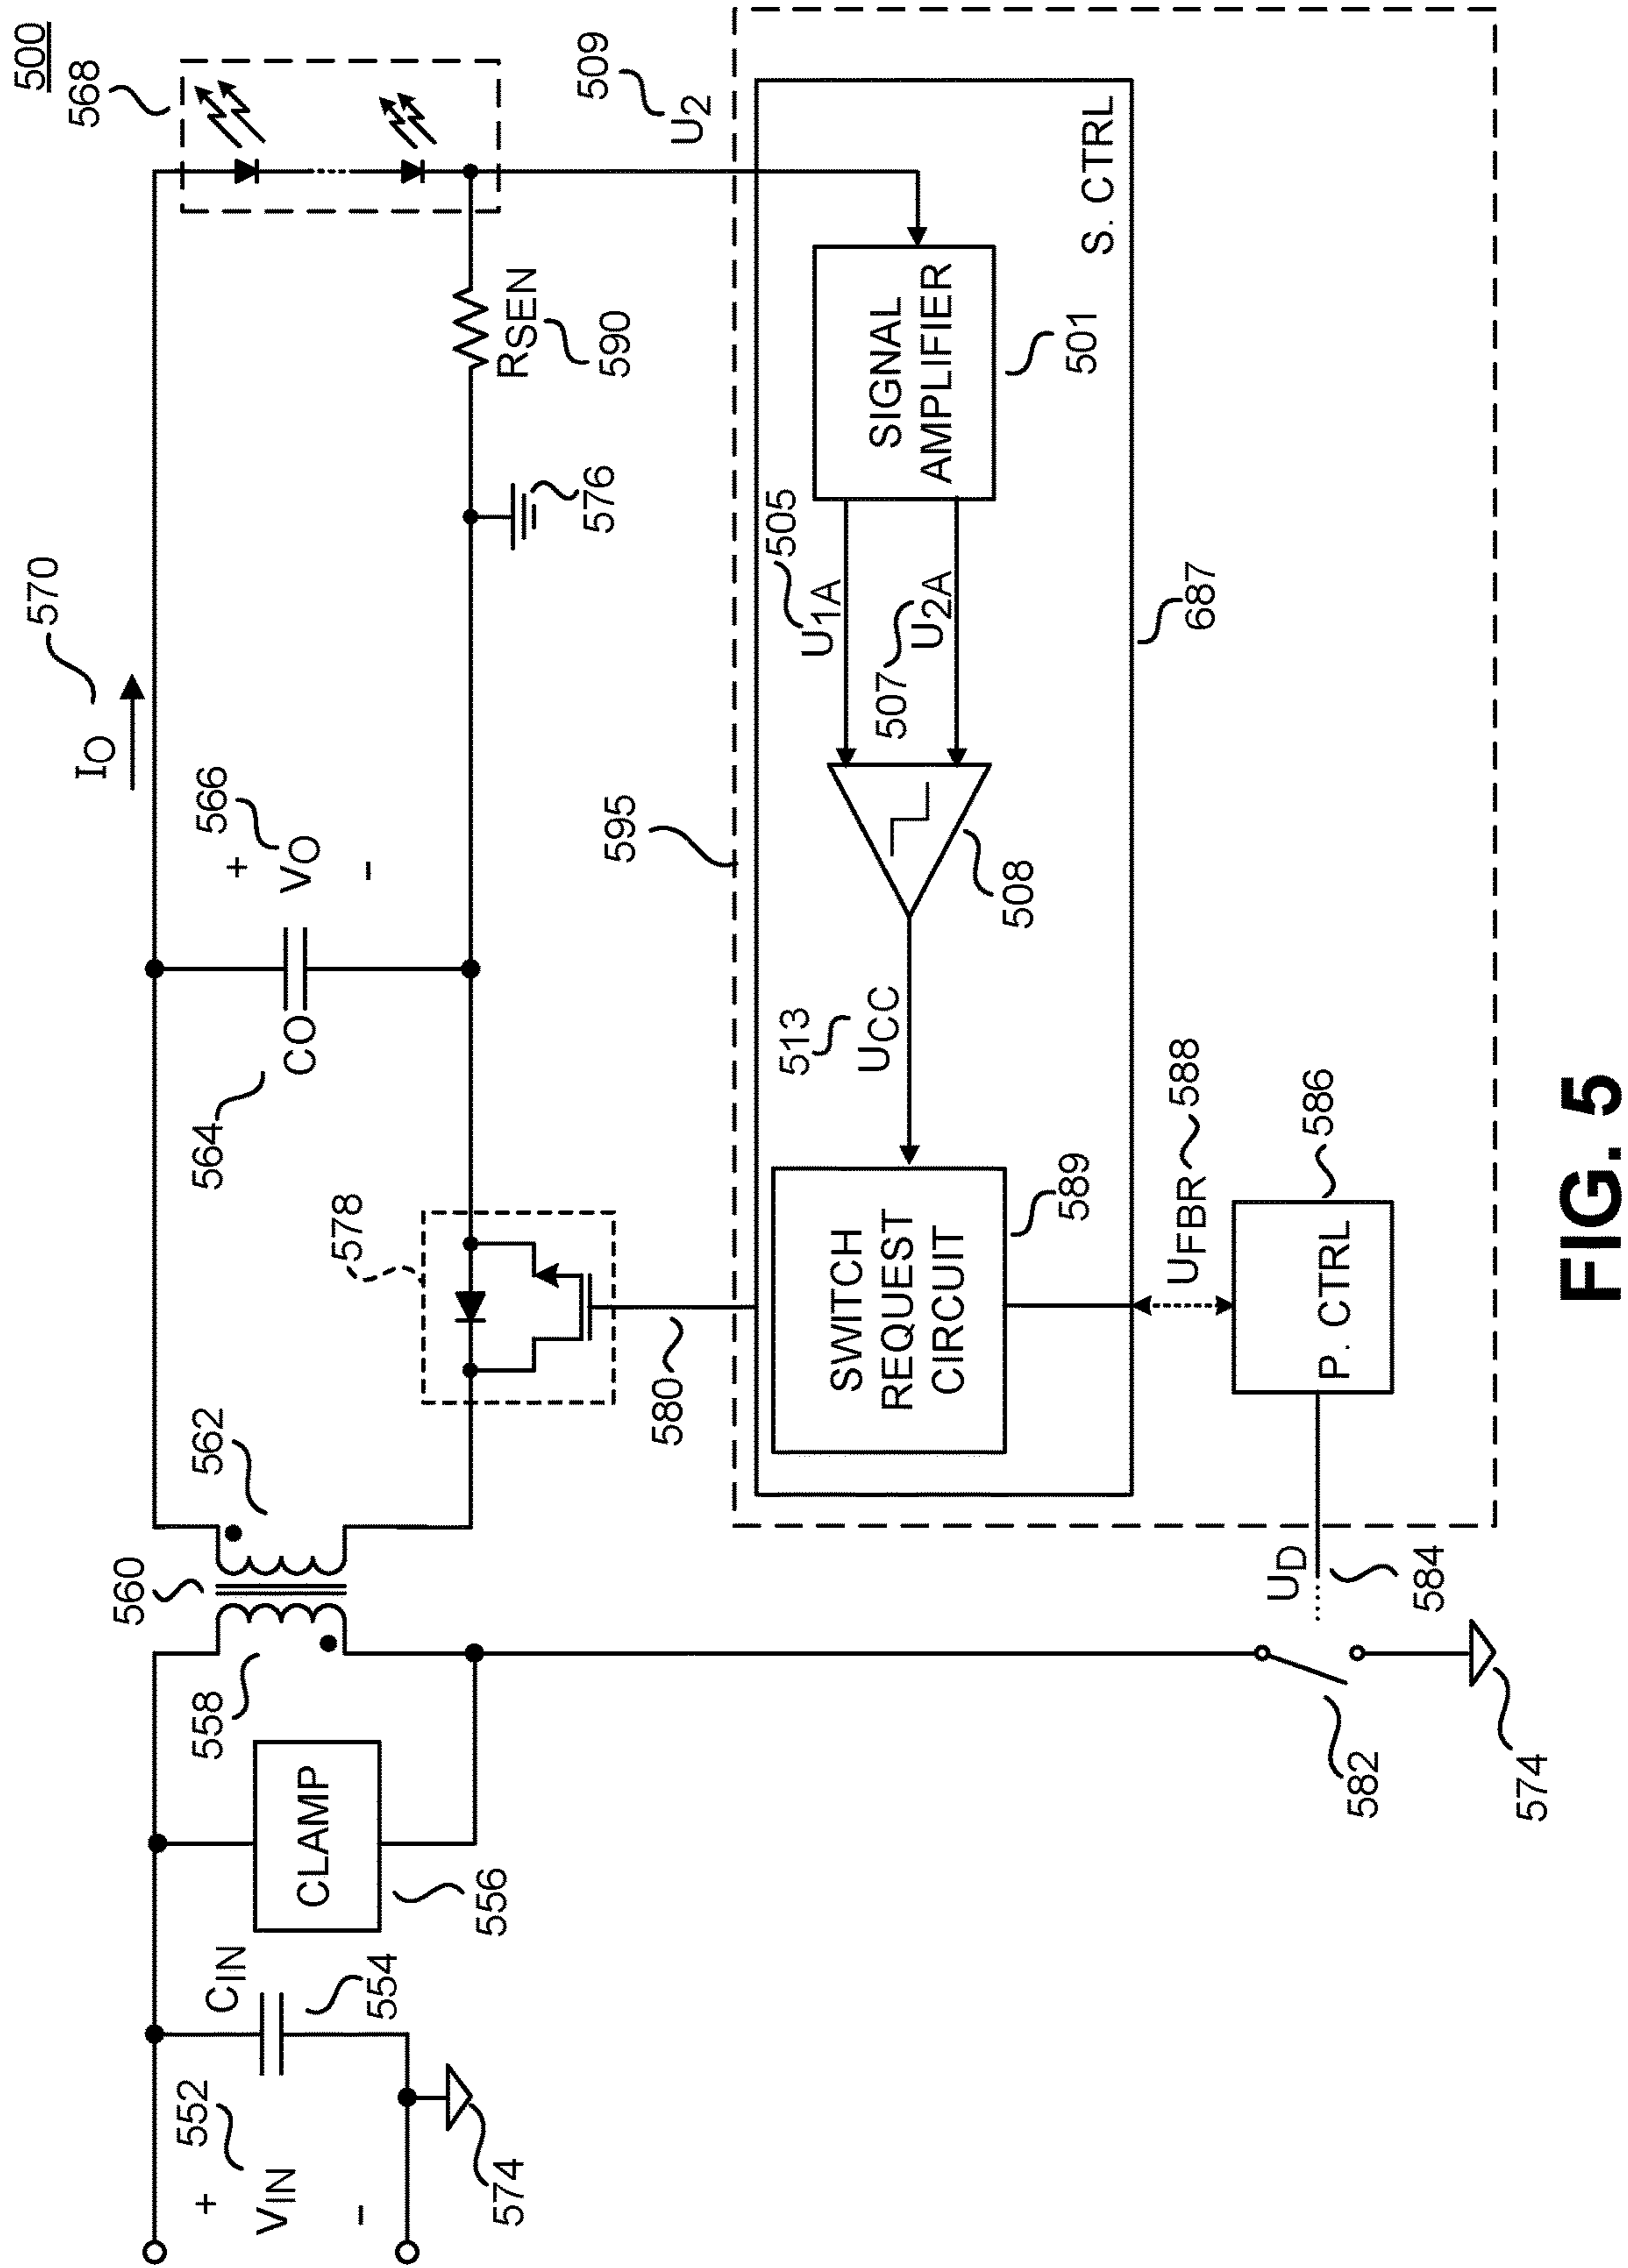 500
568
570
IO
566
+
VO
-
CO
564
562
560
558
CLAMP
556
CIN
554
552
+
VIN
-
574
578
576
RSEN
590
509
U2
580
595
SIGNAL
AMPLIFIER
501
505
U1A
507
U2A
508
513
UCC
SWITCH
REQUEST
CIRCUIT
589
S. CTRL
687
UFBR
588
P. CTRL
586
UD
584
582
574
FIG. 5